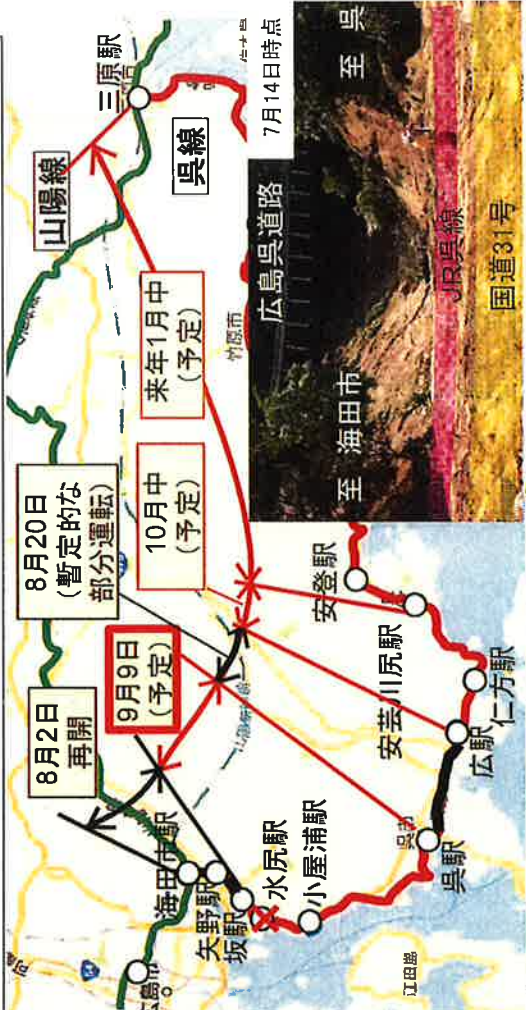 三原駅
山陽線
呉線
7月14日時点
広島呉道路
至 海田市
至 呉
JR呉線
国道31号
来年1月中
(予定)
竹原市
8月20日
(暫定的な
部分運転)
10月中
(予定)
9月9日
(予定)
8月2日
再開
海田市駅
矢野駅
坂駅
水尻駅
小屋浦駅
呉市
呉駅
広駅
仁方駅
安芸川尻駅
安登駅
江田島